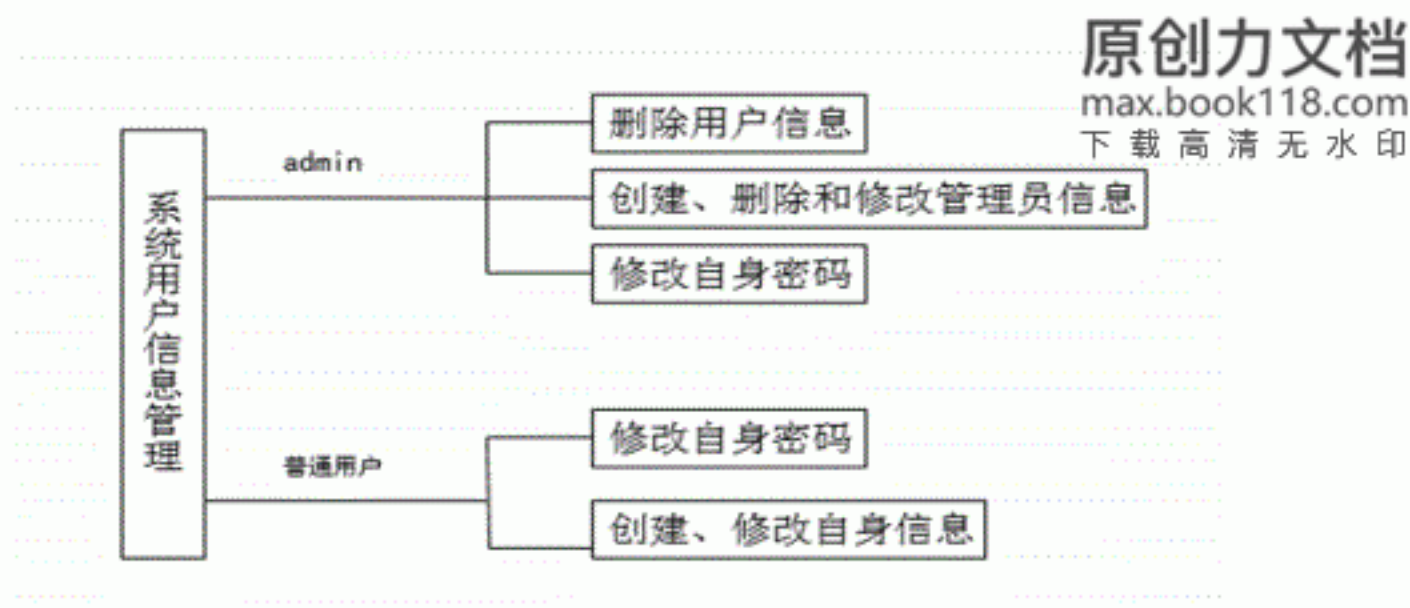 原创力文档
max.book118.com
下载高清无水印
删除用户信息
admin
创建、删除和修改管理员信息
系统用户信息管理
修改自身密码
修改自身密码
普通用户
创建、修改自身信息